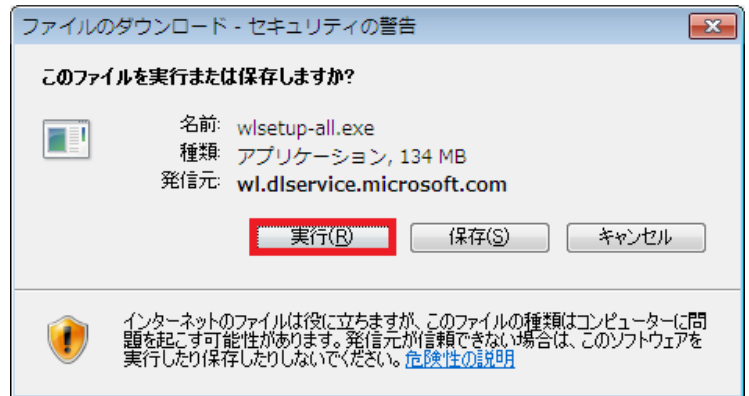 ファイルのダウンロード - セキュリティの警告
このファイルを実行または保存しますか?
名前: wlsetup-all.exe
種類: アプリケーション, 134 MB
発信元: wl.dlservice.microsoft.com
実行(R) 保存(S) キャンセル
インターネットのファイルは役に立ちますが、このファイルの種類はコンピューターに問
題を起こす可能性があります。発信元が信頼できない場合は、このソフトウェアを
実行したり保存したりしないでください。危険性の説明